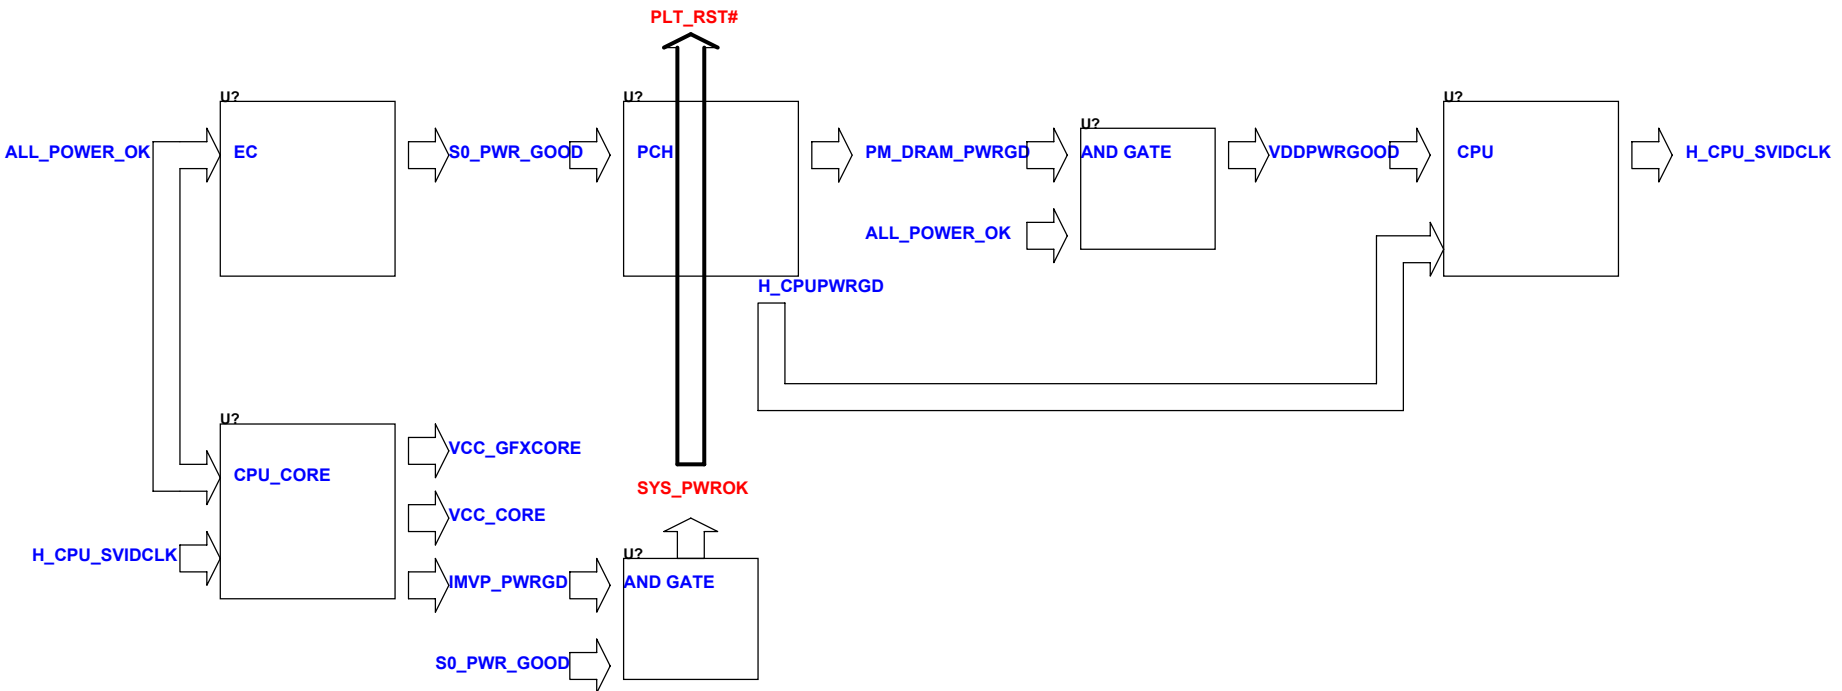 PLT_RST#
U?
U?
U?
U?
ALL_POWER_OK
EC
S0_PWR_GOOD
PCH
PM_DRAM_PWRGD
AND GATE
VDDPWRGOOD
CPU
H_CPU_SVIDCLK
ALL_POWER_OK
H_CPUPWRGD
U?
CPU_CORE
VCC_GFXCORE
SYS_PWROK
VCC_CORE
H_CPU_SVIDCLK
U?
IMVP_PWRGD
AND GATE
S0_PWR_GOOD